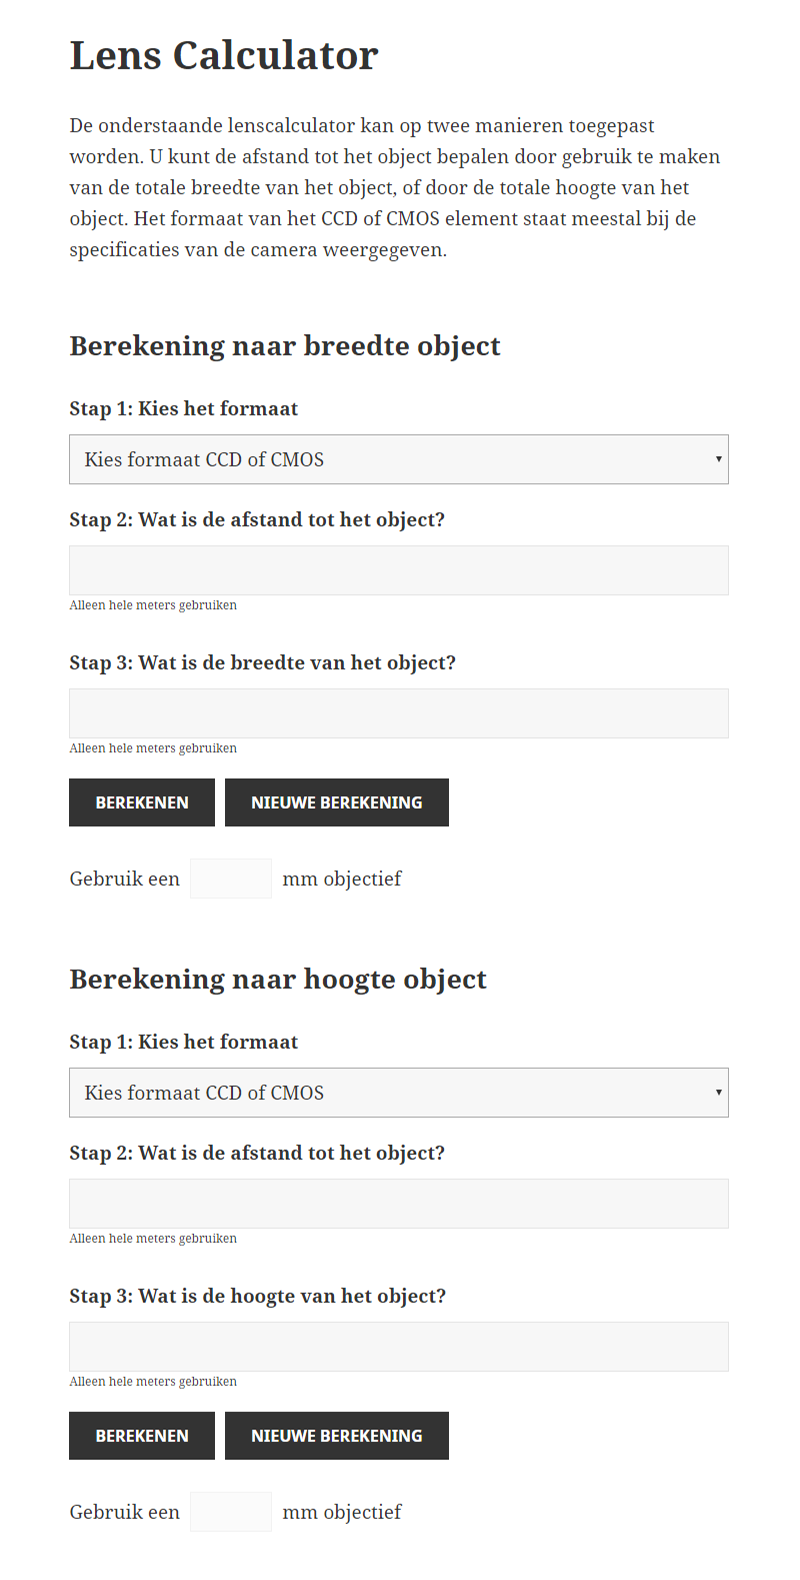 Lens Calculator
De onderstaande lenscalculator kan op twee manieren toegepast
worden. U kunt de afstand tot het object bepalen door gebruik te maken
van de totale breedte van het object, of door de totale hoogte van het
object. Het formaat van het CCD of CMOS element staat meestal bij de
specificaties van de camera weergegeven.
Berekening naar breedte object
Stap 1: Kies het formaat
Kies formaat CCD of CMOS
Stap 2: Wat is de afstand tot het object?
Alleen hele meters gebruiken
Stap 3: Wat is de breedte van het object?
Alleen hele meters gebruiken
BEREKENEN NIEUWE BEREKENING
Gebruik een mm objectief
Berekening naar hoogte object
Stap 1: Kies het formaat
Kies formaat CCD of CMOS
Stap 2: Wat is de afstand tot het object?
Alleen hele meters gebruiken
Stap 3: Wat is de hoogte van het object?
Alleen hele meters gebruiken
BEREKENEN NIEUWE BEREKENING
Gebruik een mm objectief